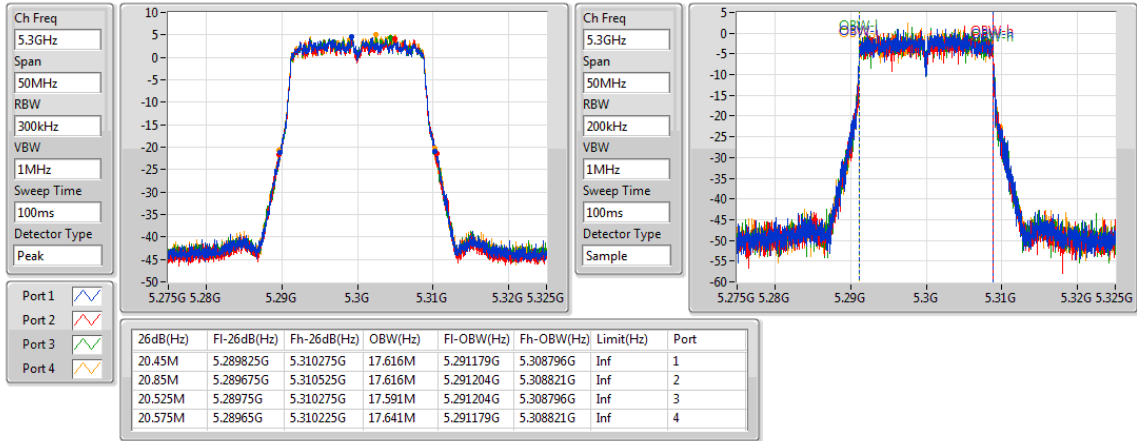 Ch Freq
5.3GHz
Span
50MHz
RBW
300kHz
VBW
1MHz
Sweep Time
100ms
Detector Type
Peak
10
5
0
-5
-10
-15
-20
-25
-30
-35
-40
-45
-50
5.275G 5.28G 5.29G 5.3G 5.31G 5.32G 5.325G
Ch Freq
5.3GHz
Span
50MHz
RBW
200kHz
VBW
1MHz
Sweep Time
100ms
Detector Type
Sample
5
0
-5
-10
-15
-20
-25
-30
-35
-40
-45
-50
-55
-60
5.275G 5.28G 5.29G 5.3G 5.31G 5.32G 5.325G
Port 1
Port 2
Port 3
Port 4
26dB(Hz) Fl-26dB(Hz) Fh-26dB(Hz) OBW(Hz) Fl-OBW(Hz) Fh-OBW(Hz) Limit(Hz) Port
20.45M 5.289825G 5.310275G 17.616M 5.291179G 5.308796G Inf 1
20.85M 5.289675G 5.310525G 17.616M 5.291204G 5.308821G Inf 2
20.525M 5.28975G 5.310275G 17.591M 5.291204G 5.308796G Inf 3
20.575M 5.28965G 5.310225G 17.641M 5.291179G 5.308821G Inf 4